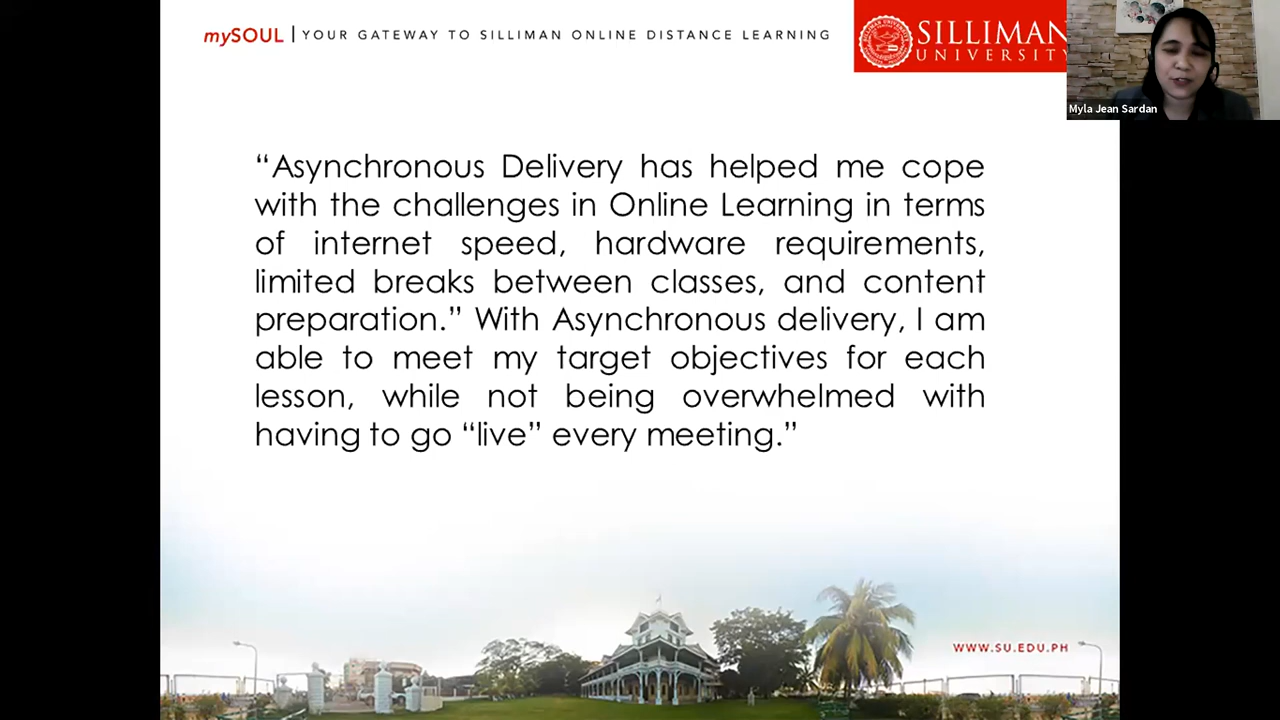 mySOUL | YOUR GATEWAY TO SILLIMAN ONLINE DISTANCE LEARNING
SILLIMAN
UNIVERSITY
Myla Jean Sardan
“Asynchronous Delivery has helped me cope
with the challenges in Online Learning in terms
of internet speed, hardware requirements,
limited breaks between classes, and content
preparation.” With Asynchronous delivery, I am
able to meet my target objectives for each
lesson, while not being overwhelmed with
having to go “live” every meeting.”
WWW.SU.EDU.PH